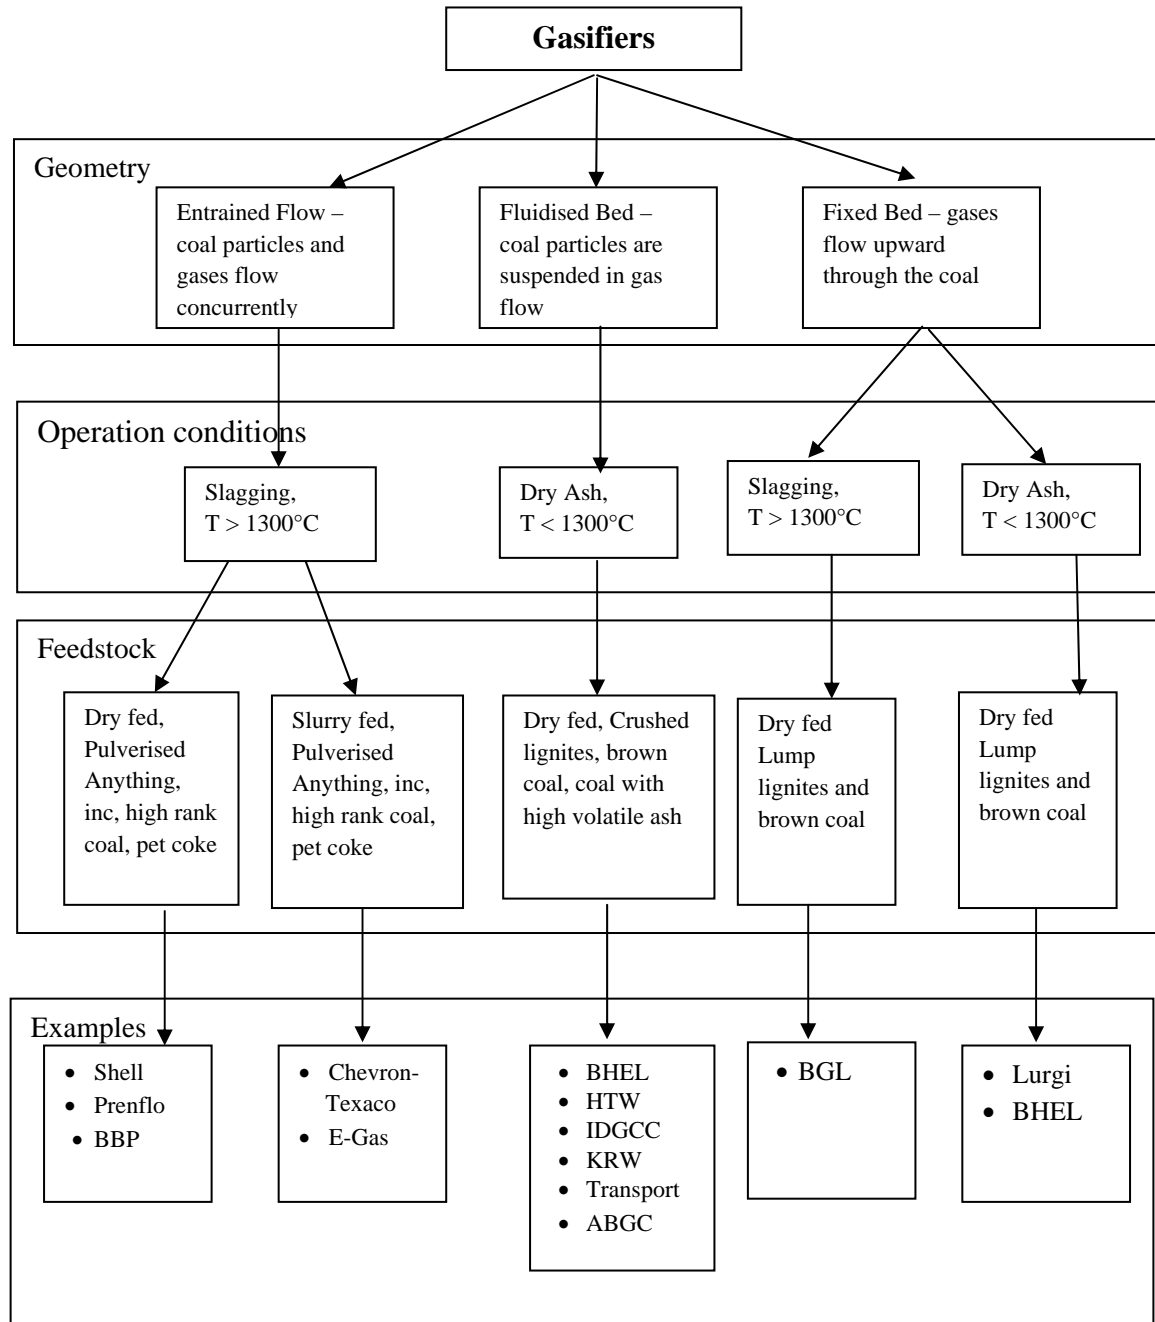 Gasifiers
Geometry
Entrained Flow –
coal particles and
gases flow
concurrently
Fluidised Bed –
coal particles are
suspended in gas
flow
Fixed Bed – gases
flow upward
through the coal
Operation conditions
Slagging,
T > 1300°C
Dry Ash,
T < 1300°C
Slagging,
T > 1300°C
Dry Ash,
T < 1300°C
Feedstock
Dry fed,
Pulverised
Anything,
inc, high rank
coal, pet coke
Slurry fed,
Pulverised
Anything, inc,
high rank coal,
pet coke
Dry fed, Crushed
lignites, brown
coal, coal with
high volatile ash
Dry fed
Lump
lignites and
brown coal
Dry fed
Lump
lignites and
brown coal
Examples
• Shell
• Prenflo
• BBP
• Chevron-
Texaco
• E-Gas
• BHEL
• HTW
• IDGCC
• KRW
• Transport
• ABGC
• BGL
• Lurgi
• BHEL